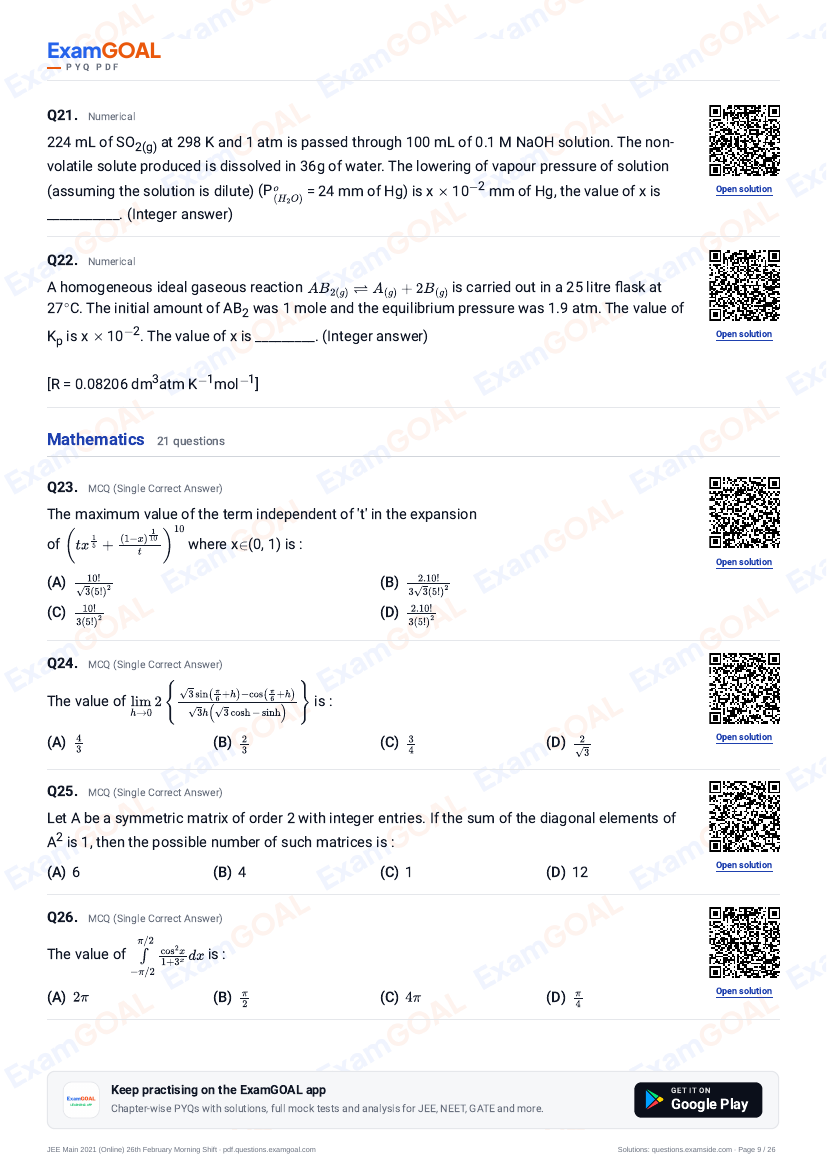 ExamGOAL
PYQ PDF
Q21. Numerical
224 mL of SO2(g) at 298 K and 1 atm is passed through 100 mL of 0.1 M NaOH solution. The non-
volatile solute produced is dissolved in 36g of water. The lowering of vapour pressure of solution
(assuming the solution is dilute) (P°(H₂O) = 24 mm of Hg) is x × 10⁻² mm of Hg, the value of x is
__________. (Integer answer)
Open solution
Q22. Numerical
A homogeneous ideal gaseous reaction AB₂(g) ⇌ A(g) + 2B(g) is carried out in a 25 litre flask at
27°C. The initial amount of AB₂ was 1 mole and the equilibrium pressure was 1.9 atm. The value of
Kp is x × 10⁻². The value of x is ________. (Integer answer)
[R = 0.08206 dm³atm K⁻¹mol⁻¹]
Open solution
Mathematics 21 questions
Q23. MCQ (Single Correct Answer)
The maximum value of the term independent of 't' in the expansion
of (tx^(1/5) + (1−x)^(1/10)/t)^10 where x∈(0, 1) is :
(A) 10!/(√3(5!)²) (B) 2.10!/(3√3(5!)²)
(C) 10!/(3(5!)²) (D) 2.10!/(3(5!)²)
Open solution
Q24. MCQ (Single Correct Answer)
The value of lim h→0 2 { (√3 sin(π/6 + h) − cos(π/6 + h)) / (√3h(√3 cosh − sinh)) } is :
(A) 4/3 (B) 2/3 (C) 3/4 (D) 2/√3
Open solution
Q25. MCQ (Single Correct Answer)
Let A be a symmetric matrix of order 2 with integer entries. If the sum of the diagonal elements of
A² is 1, then the possible number of such matrices is :
(A) 6 (B) 4 (C) 1 (D) 12
Open solution
Q26. MCQ (Single Correct Answer)
The value of ∫_{−π/2}^{π/2} cos²x/(1+3ˣ) dx is :
(A) 2π (B) π/2 (C) 4π (D) π/4
Open solution
Keep practising on the ExamGOAL app
Chapter-wise PYQs with solutions, full mock tests and analysis for JEE, NEET, GATE and more.
GET IT ON
Google Play
JEE Main 2021 (Online) 26th February Morning Shift · pdf.questions.examgoal.com
Solutions: questions.examside.com · Page 9 / 26